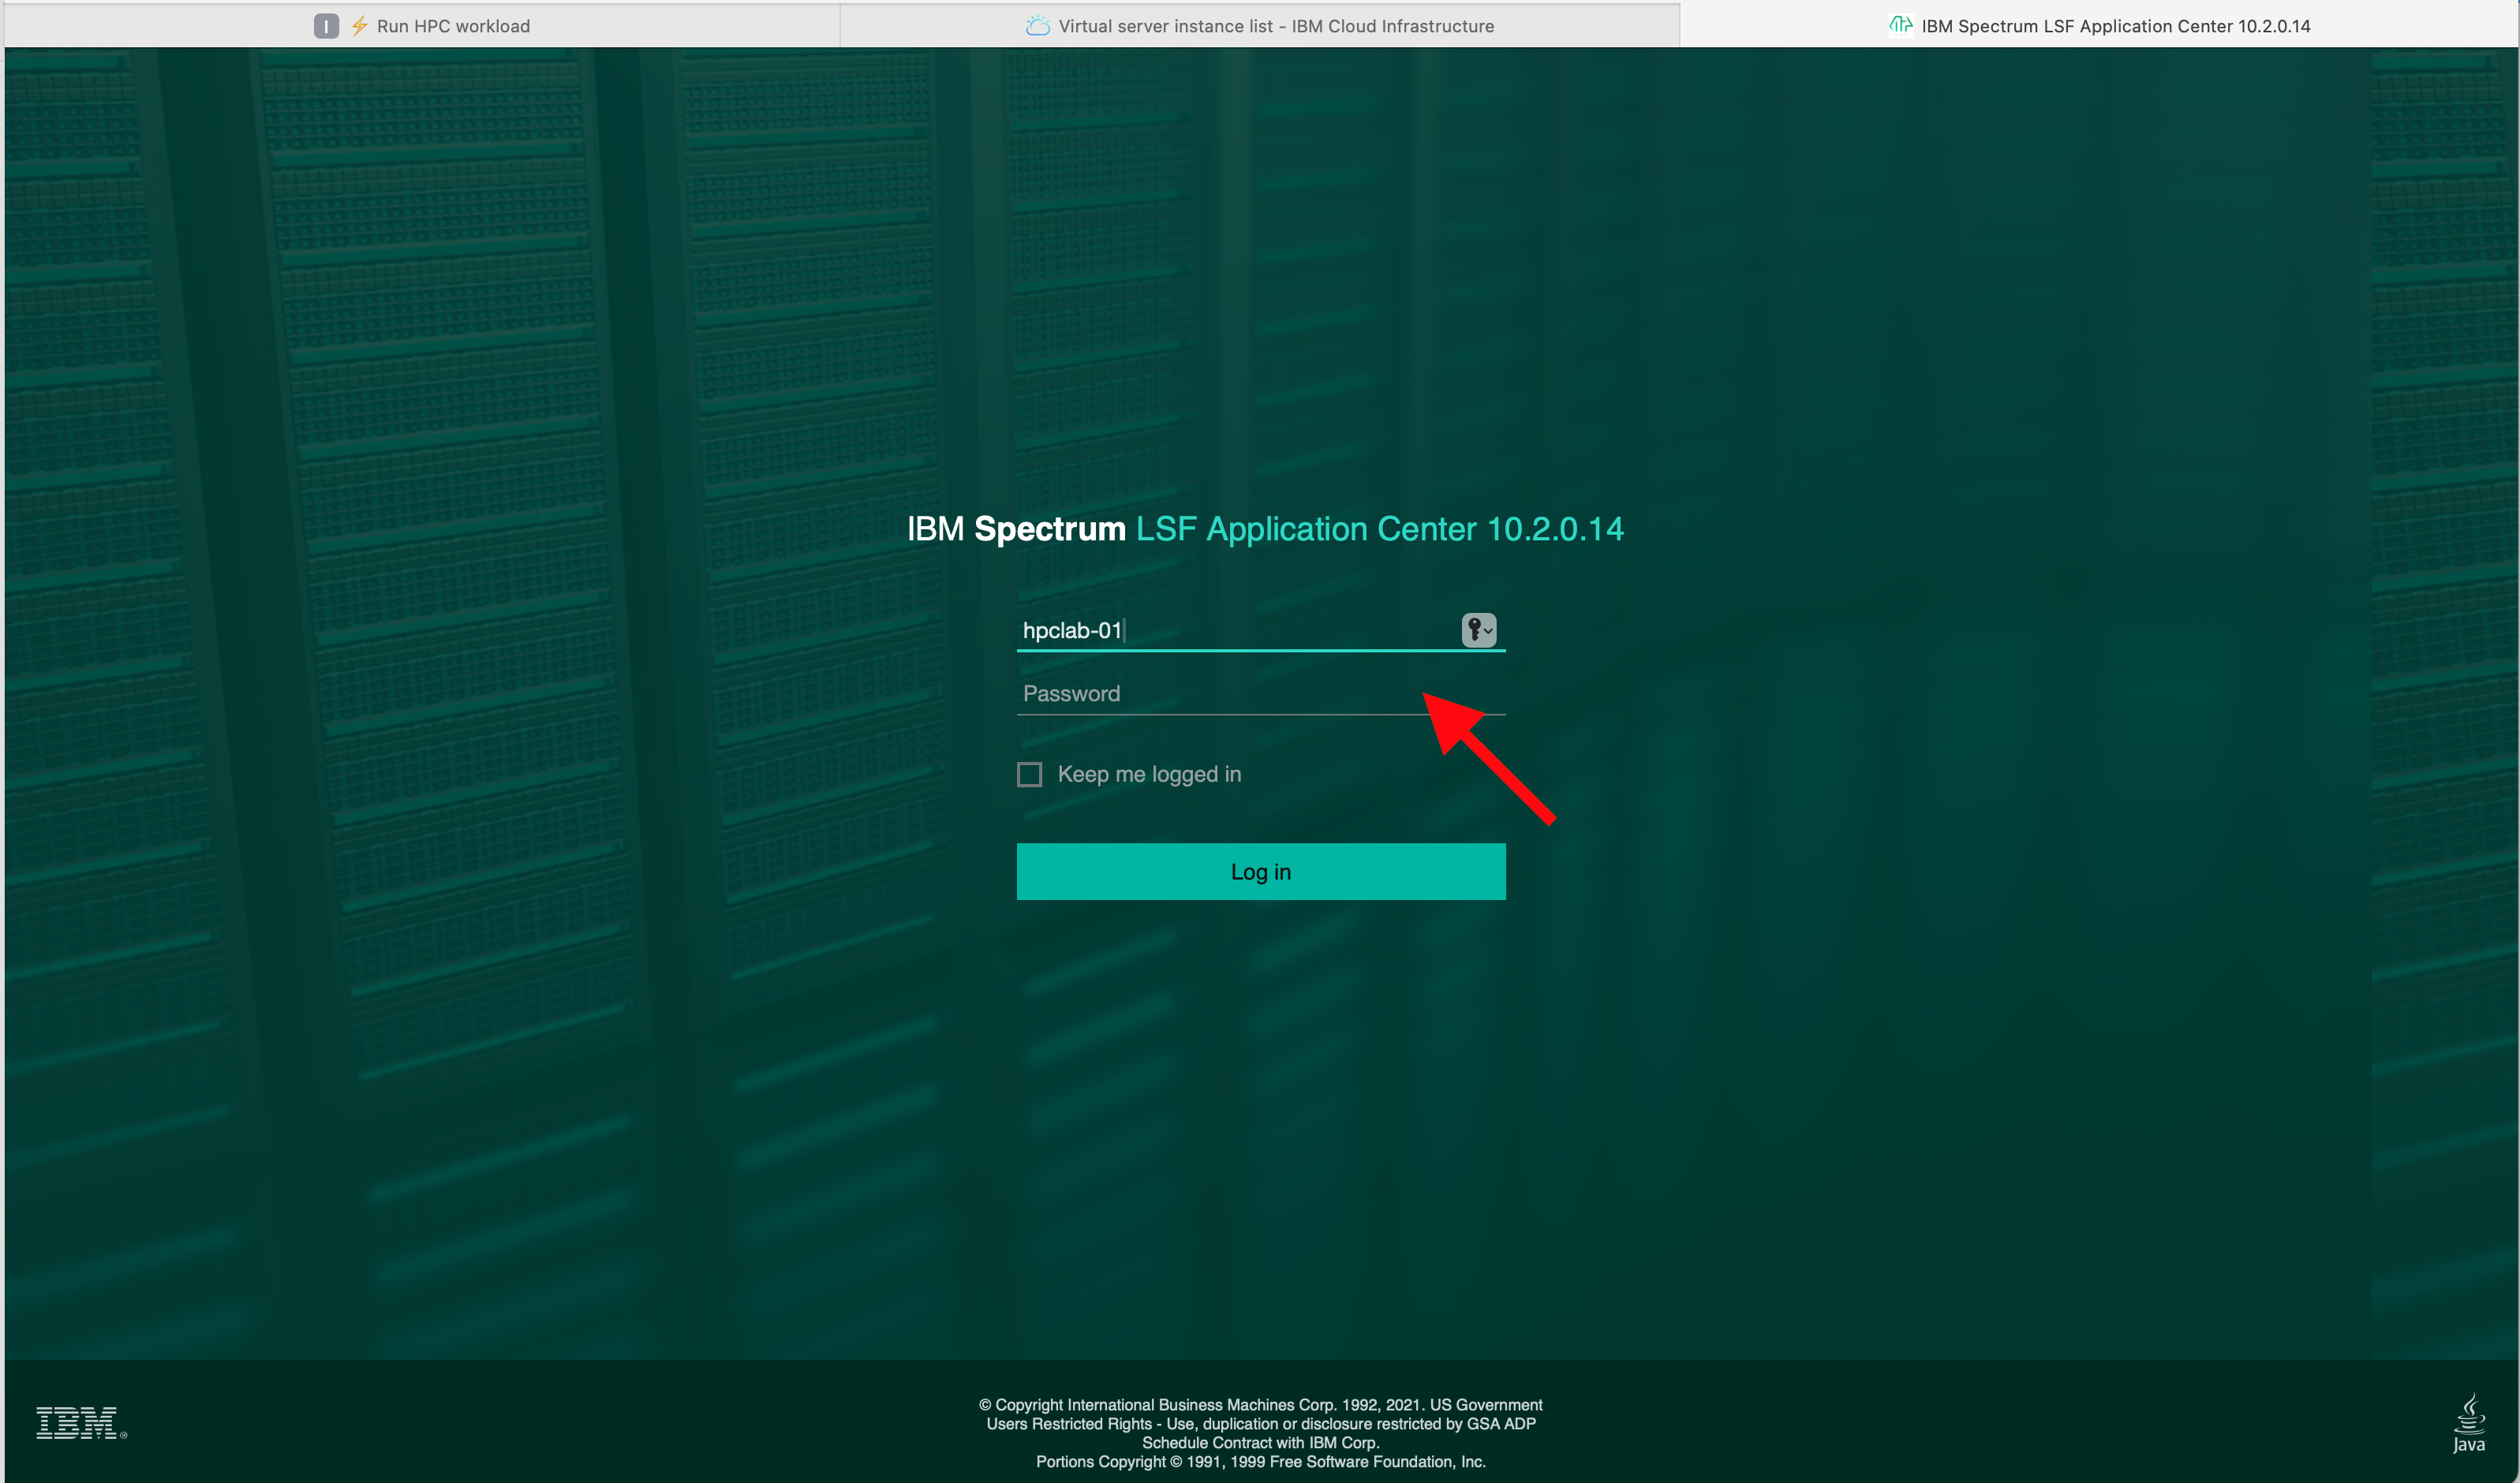 I ⚡ Run HPC workload
Virtual server instance list - IBM Cloud Infrastructure
IBM Spectrum LSF Application Center 10.2.0.14
IBM Spectrum LSF Application Center 10.2.0.14
hpclab-01
Password
Keep me logged in
Log in
IBM®
© Copyright International Business Machines Corp. 1992, 2021. US Government
Users Restricted Rights - Use, duplication or disclosure restricted by GSA ADP
Schedule Contract with IBM Corp.
Portions Copyright © 1991, 1999 Free Software Foundation, Inc.
Java